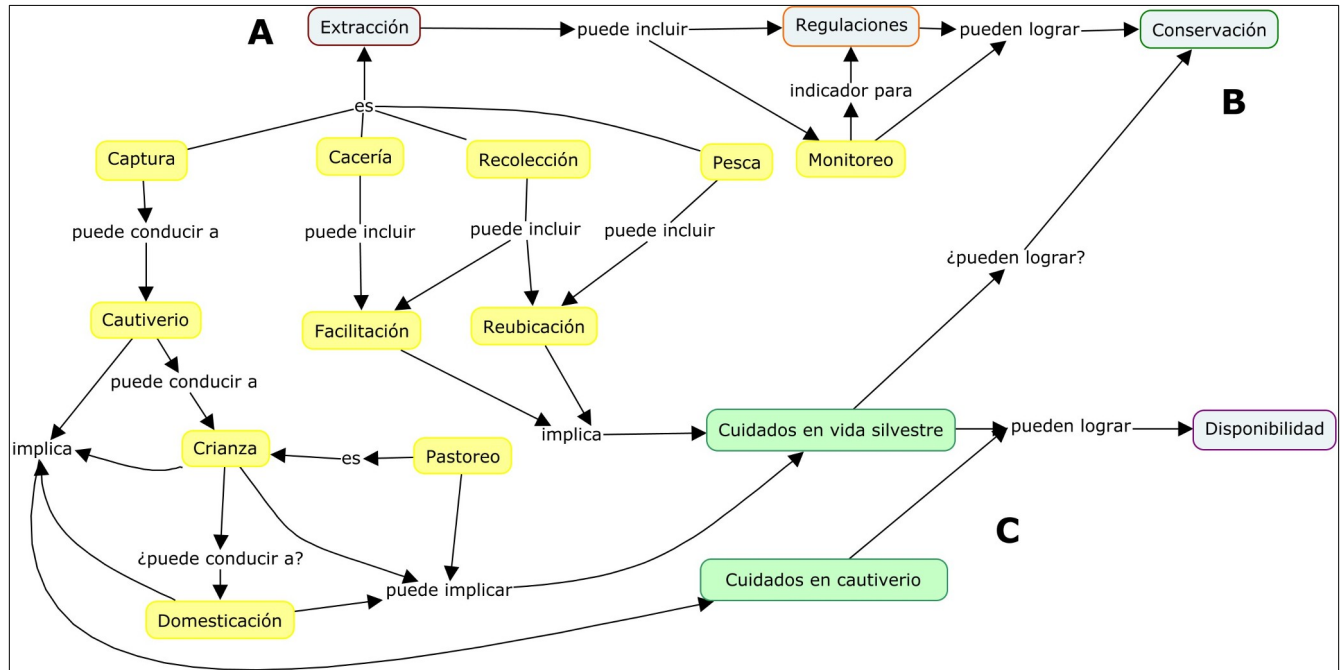 A
Extracción
puede incluir
Regulaciones
pueden lograr
Conservación
indicador para
B
es
Captura
Cacería
Recolección
Pesca
Monitoreo
puede conducir a
puede incluir
puede incluir
puede incluir
¿pueden lograr?
Cautiverio
Facilitación
Reubicación
puede conducir a
implica
Crianza
es
Pastoreo
implica
Cuidados en vida silvestre
pueden lograr
Disponibilidad
C
¿puede conducir a?
puede implicar
Cuidados en cautiverio
Domesticación